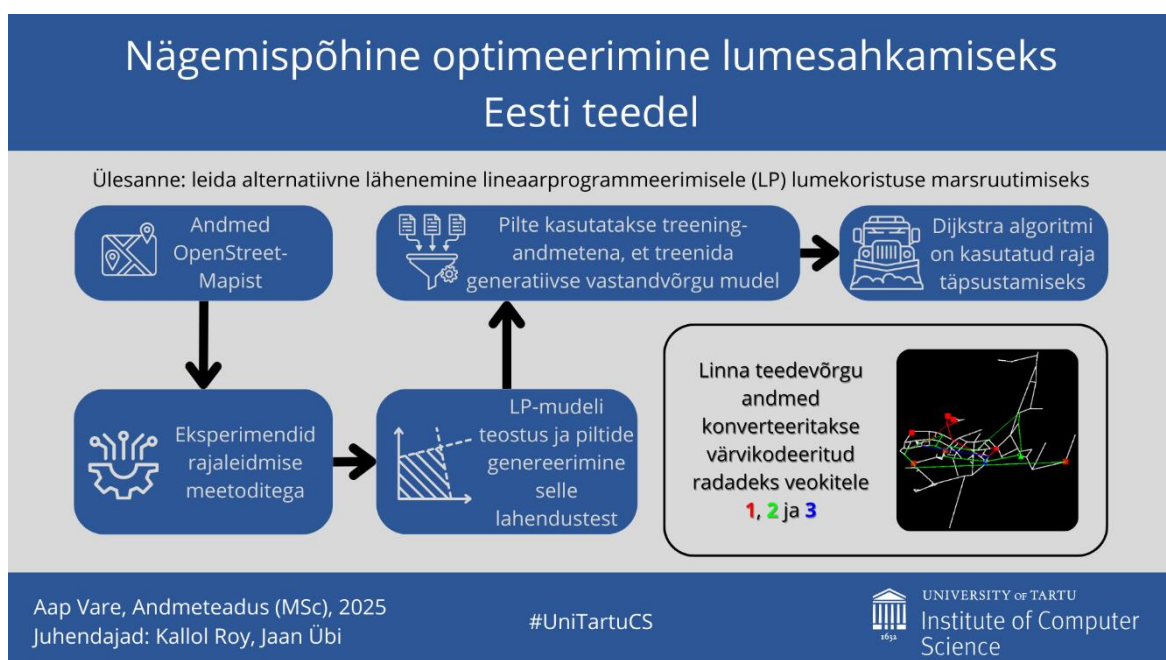 Nägemispõhine optimeerimine lumesahkamiseks
Eesti teedel
Ülesanne: leida alternatiivne lähenemine lineaarprogrammeerimisele (LP) lumekoristuse marsruutimiseks
Andmed
OpenStreet-
Mapist
Pilte kasutatakse treening-
andmetena, et treenida
generatiivse vastandvõrgu mudel
Dijkstra algoritmi
on kasutatud raja
täpsustamiseks
Eksperimendid
rajaleidmise
meetoditega
LP-mudeli
teostus ja piltide
genereerimine
selle
lahendustest
Linna teedevõrgu
andmed
konverteeritakse
värvikodeeritud
radadeks veokitele
1, 2 ja 3
Aap Vare, Andmeteadus (MSc), 2025
Juhendajad: Kallol Roy, Jaan Übi
#UniTartuCS
1632
UNIVERSITY OF TARTU
Institute of Computer
Science